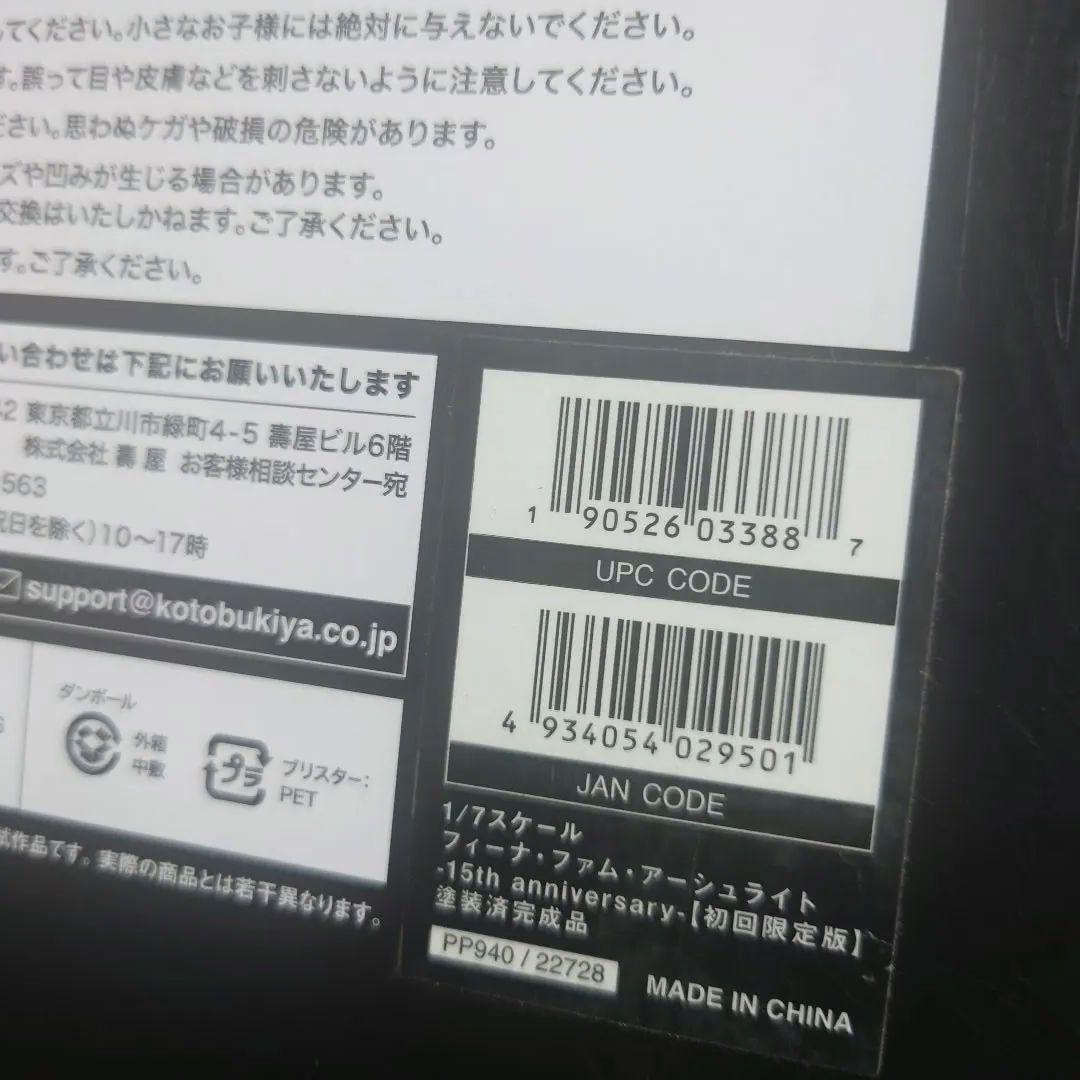 してください。小さなお子様には絶対に与えないでください。
す。誤って目や皮膚などを刺さないように注意してください。
ださい。思わぬケガや破損の危険があります。
ズや凹みが生じる場合があります。
交換はいたしかねます。ご了承ください。
す。ご了承ください。
い合わせは下記にお願いいたします
42 東京都立川市緑町4-5 壽屋ビル6階
株式会社 壽屋 お客様相談センター宛
563
祝日を除く)10〜17時
support@kotobukiya.co.jp
ダンボール
外箱
中敷
プラ
ブリスター:
PET
試作品です。実際の商品とは若干異なります。
1 90526 03388 7
UPC CODE
4 934054 029501
JAN CODE
1/7スケール
フィーナ・ファム・アーシュライト
-15th anniversary-【初回限定版】
塗装済完成品
PP940 / 22728
MADE IN CHINA